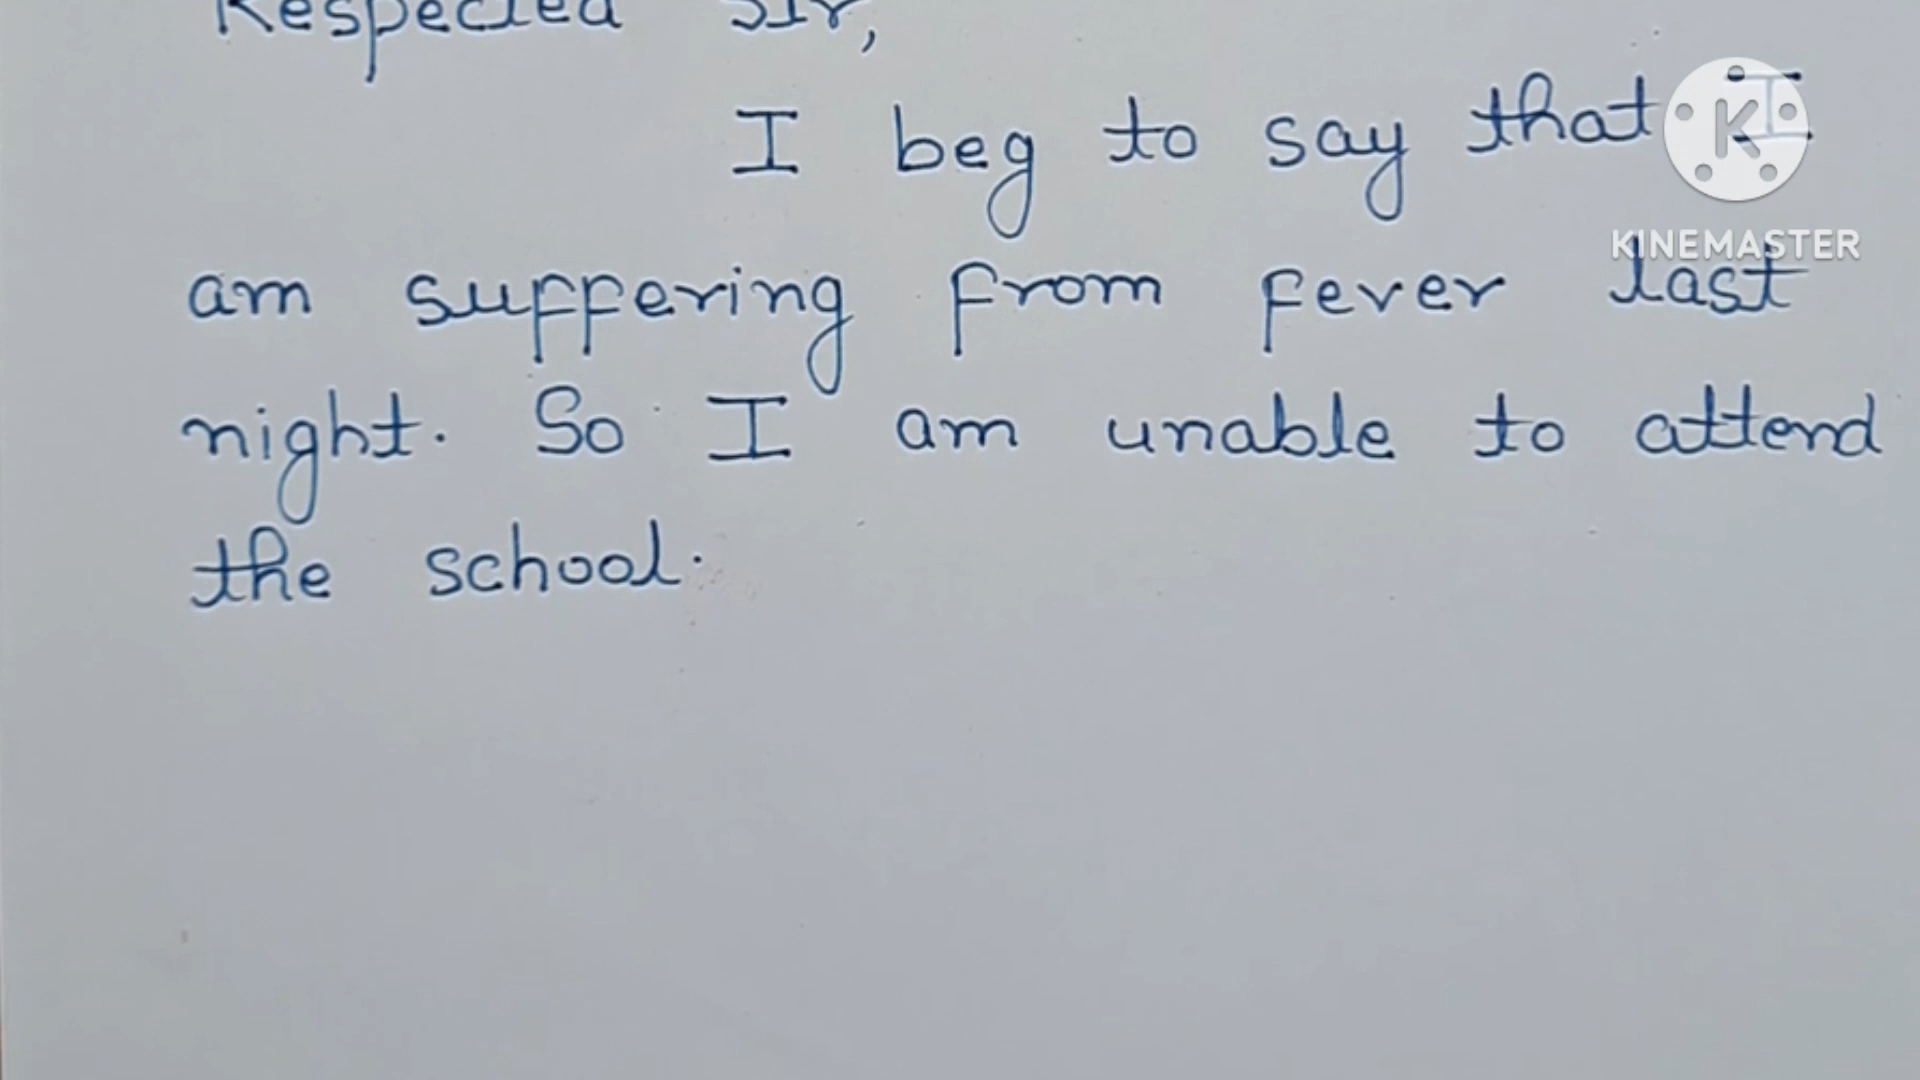 Respected Sir,
I beg to say that I
KINEMASTER
am suffering from fever last
night. So I am unable to attend
the school.